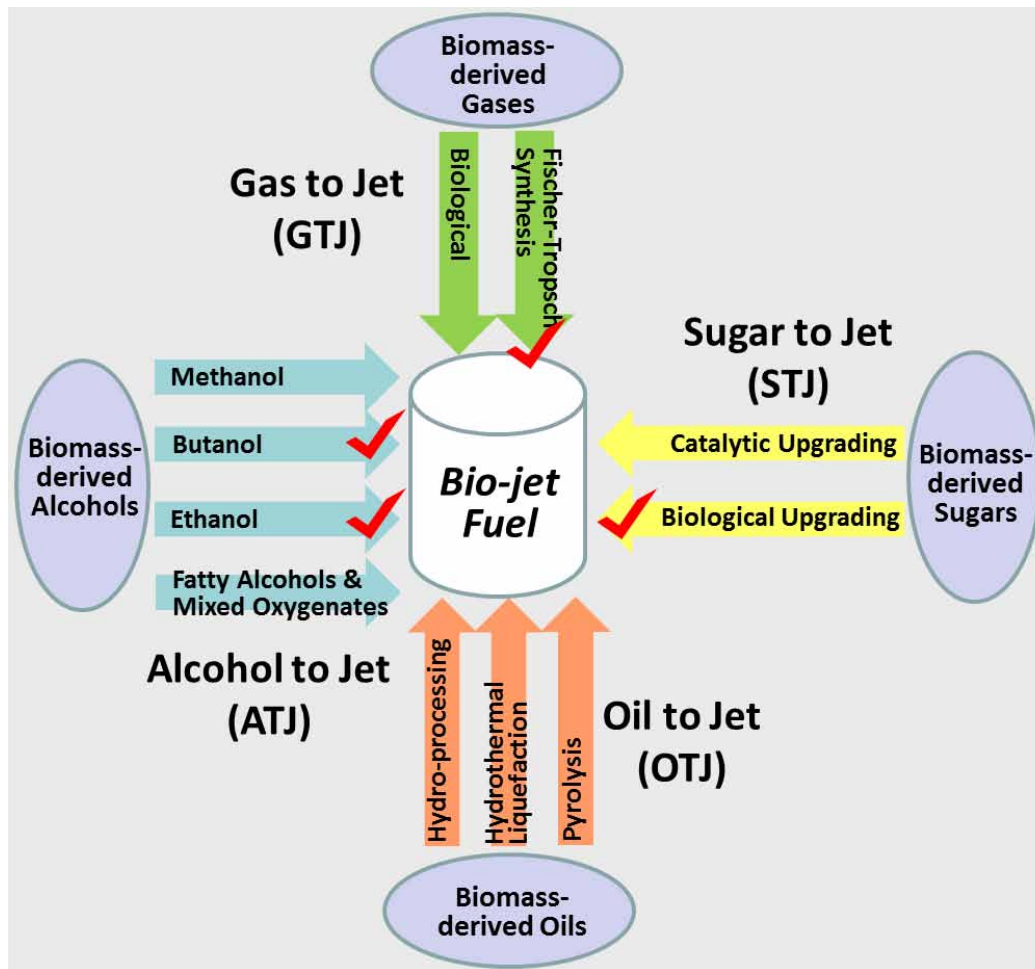 Biomass-
derived
Gases
Gas to Jet
(GTJ)
Biological
Fischer-Tropsch
Synthesis
Sugar to Jet
(STJ)
Biomass-
derived
Alcohols
Methanol
Butanol
Ethanol
Fatty Alcohols &
Mixed Oxygenates
Bio-jet
Fuel
Catalytic Upgrading
Biological Upgrading
Biomass-
derived
Sugars
Alcohol to Jet
(ATJ)
Hydro-processing
Hydrothermal
Liquefaction
Pyrolysis
Oil to Jet
(OTJ)
Biomass-
derived Oils